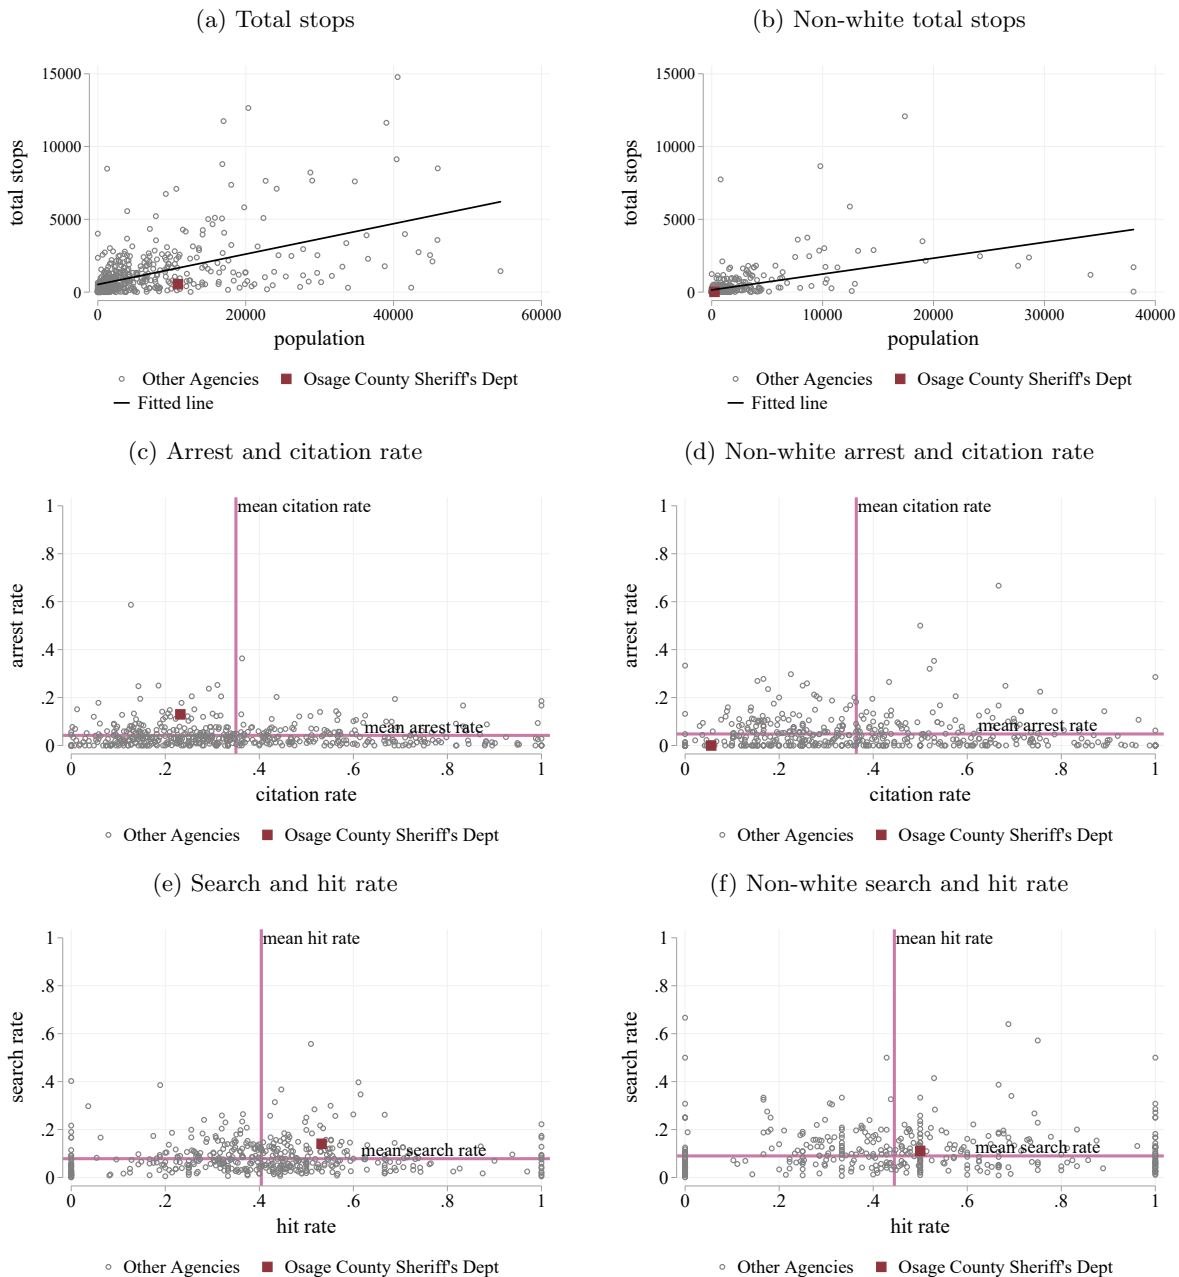 (a) Total stops
15000
10000
5000
0
total stops
0 20000 40000 60000
population
Other Agencies Osage County Sheriff's Dept
Fitted line
(b) Non-white total stops
15000
10000
5000
0
total stops
0 10000 20000 30000 40000
population
Other Agencies Osage County Sheriff's Dept
Fitted line
(c) Arrest and citation rate
1
.8
.6
.4
.2
0
arrest rate
mean citation rate
mean arrest rate
0 .2 .4 .6 .8 1
citation rate
Other Agencies Osage County Sheriff's Dept
(d) Non-white arrest and citation rate
1
.8
.6
.4
.2
0
arrest rate
mean citation rate
mean arrest rate
0 .2 .4 .6 .8 1
citation rate
Other Agencies Osage County Sheriff's Dept
(e) Search and hit rate
1
.8
.6
.4
.2
0
search rate
mean hit rate
mean search rate
0 .2 .4 .6 .8 1
hit rate
Other Agencies Osage County Sheriff's Dept
(f) Non-white search and hit rate
1
.8
.6
.4
.2
0
search rate
mean hit rate
mean search rate
0 .2 .4 .6 .8 1
hit rate
Other Agencies Osage County Sheriff's Dept